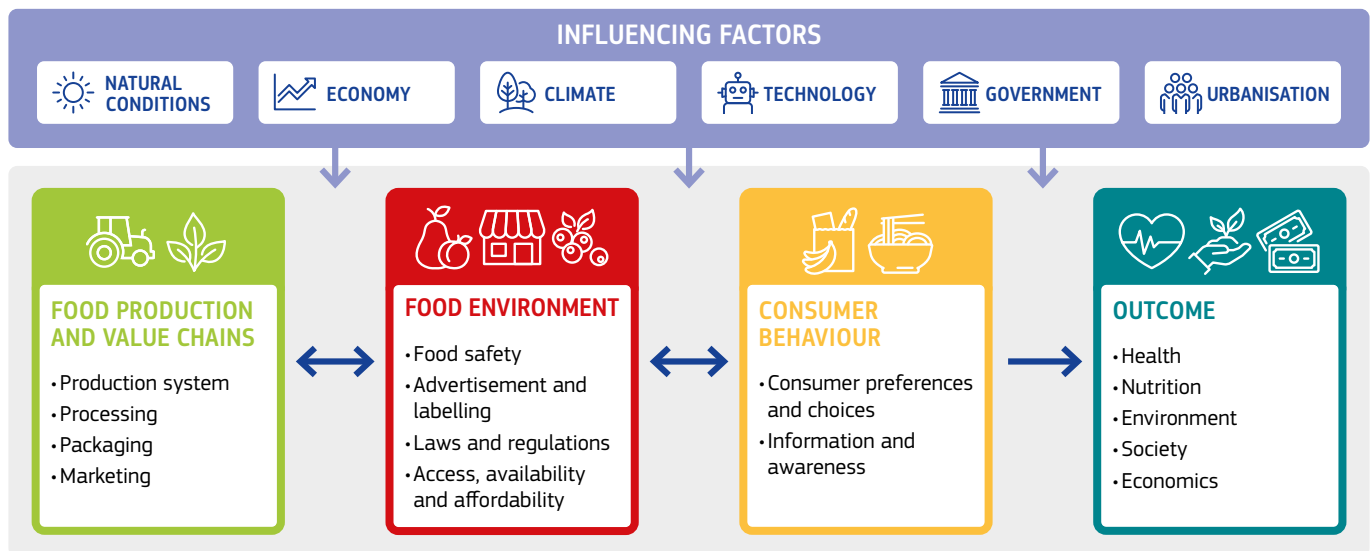 INFLUENCING FACTORS
NATURAL
CONDITIONS
ECONOMY
CLIMATE
TECHNOLOGY
GOVERNMENT
URBANISATION
FOOD PRODUCTION
AND VALUE CHAINS
•Production system
•Processing
•Packaging
•Marketing
FOOD ENVIRONMENT
•Food safety
•Advertisement and
labelling
•Laws and regulations
•Access, availability
and affordability
CONSUMER
BEHAVIOUR
•Consumer preferences
and choices
•Information and
awareness
OUTCOME
•Health
•Nutrition
•Environment
•Society
•Economics